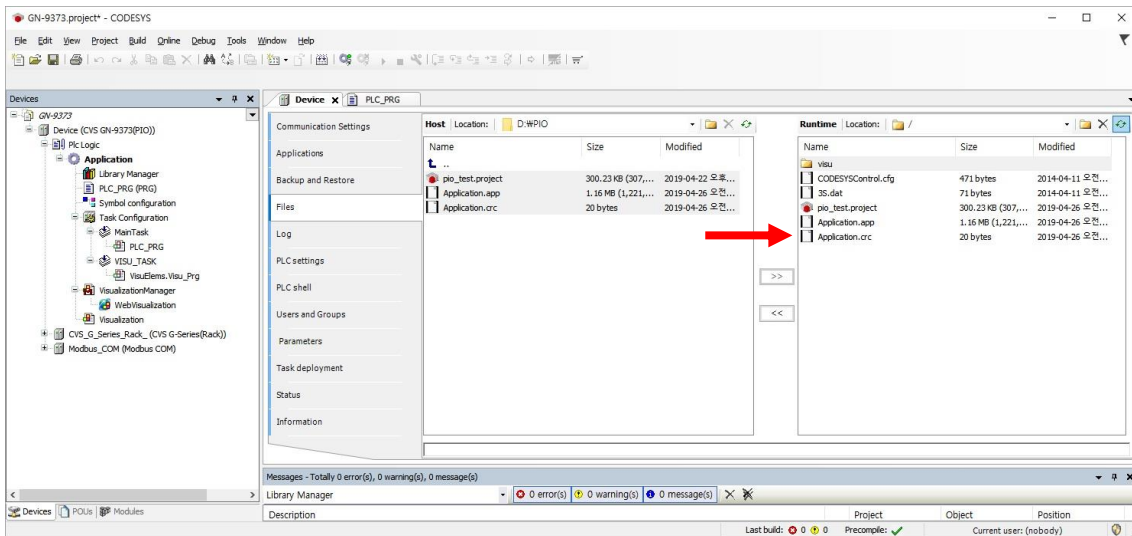 GN-9373.project* - CODESYS
File Edit View Project Build Online Debug Tools Window Help
Devices
GN-9373
Device (CVS GN-9373(PIO))
Plc Logic
Application
Library Manager
PLC_PRG (PRG)
Symbol configuration
Task Configuration
MainTask
PLC_PRG
VISU_TASK
VisuElems.Visu_Prg
VisualizationManager
WebVisualization
Visualization
CVS_G_Series_Rack_ (CVS G-Series(Rack))
Modbus_COM (Modbus COM)
Devices POUs Modules
Device PLC_PRG
Communication Settings
Applications
Backup and Restore
Files
Log
PLC settings
PLC shell
Users and Groups
Parameters
Task deployment
Status
Information
Host Location: D:₩PIO
Name Size Modified
..
pio_test.project 300.23 KB (307,... 2019-04-22 오후...
Application.app 1.16 MB (1,221,... 2019-04-26 오전...
Application.crc 20 bytes 2019-04-26 오전...
>>
<<
Runtime Location: /
Name Size Modified
visu
CODESYSControl.cfg 471 bytes 2014-04-11 오전...
3S.dat 71 bytes 2014-04-11 오전...
pio_test.project 300.23 KB (307,... 2019-04-26 오전...
Application.app 1.16 MB (1,221,... 2019-04-26 오전...
Application.crc 20 bytes 2019-04-26 오전...
Messages - Totally 0 error(s), 0 warning(s), 0 message(s)
Library Manager 0 error(s) 0 warning(s) 0 message(s)
Description Project Object Position
Last build: 0 0 Precompile: Current user: (nobody)